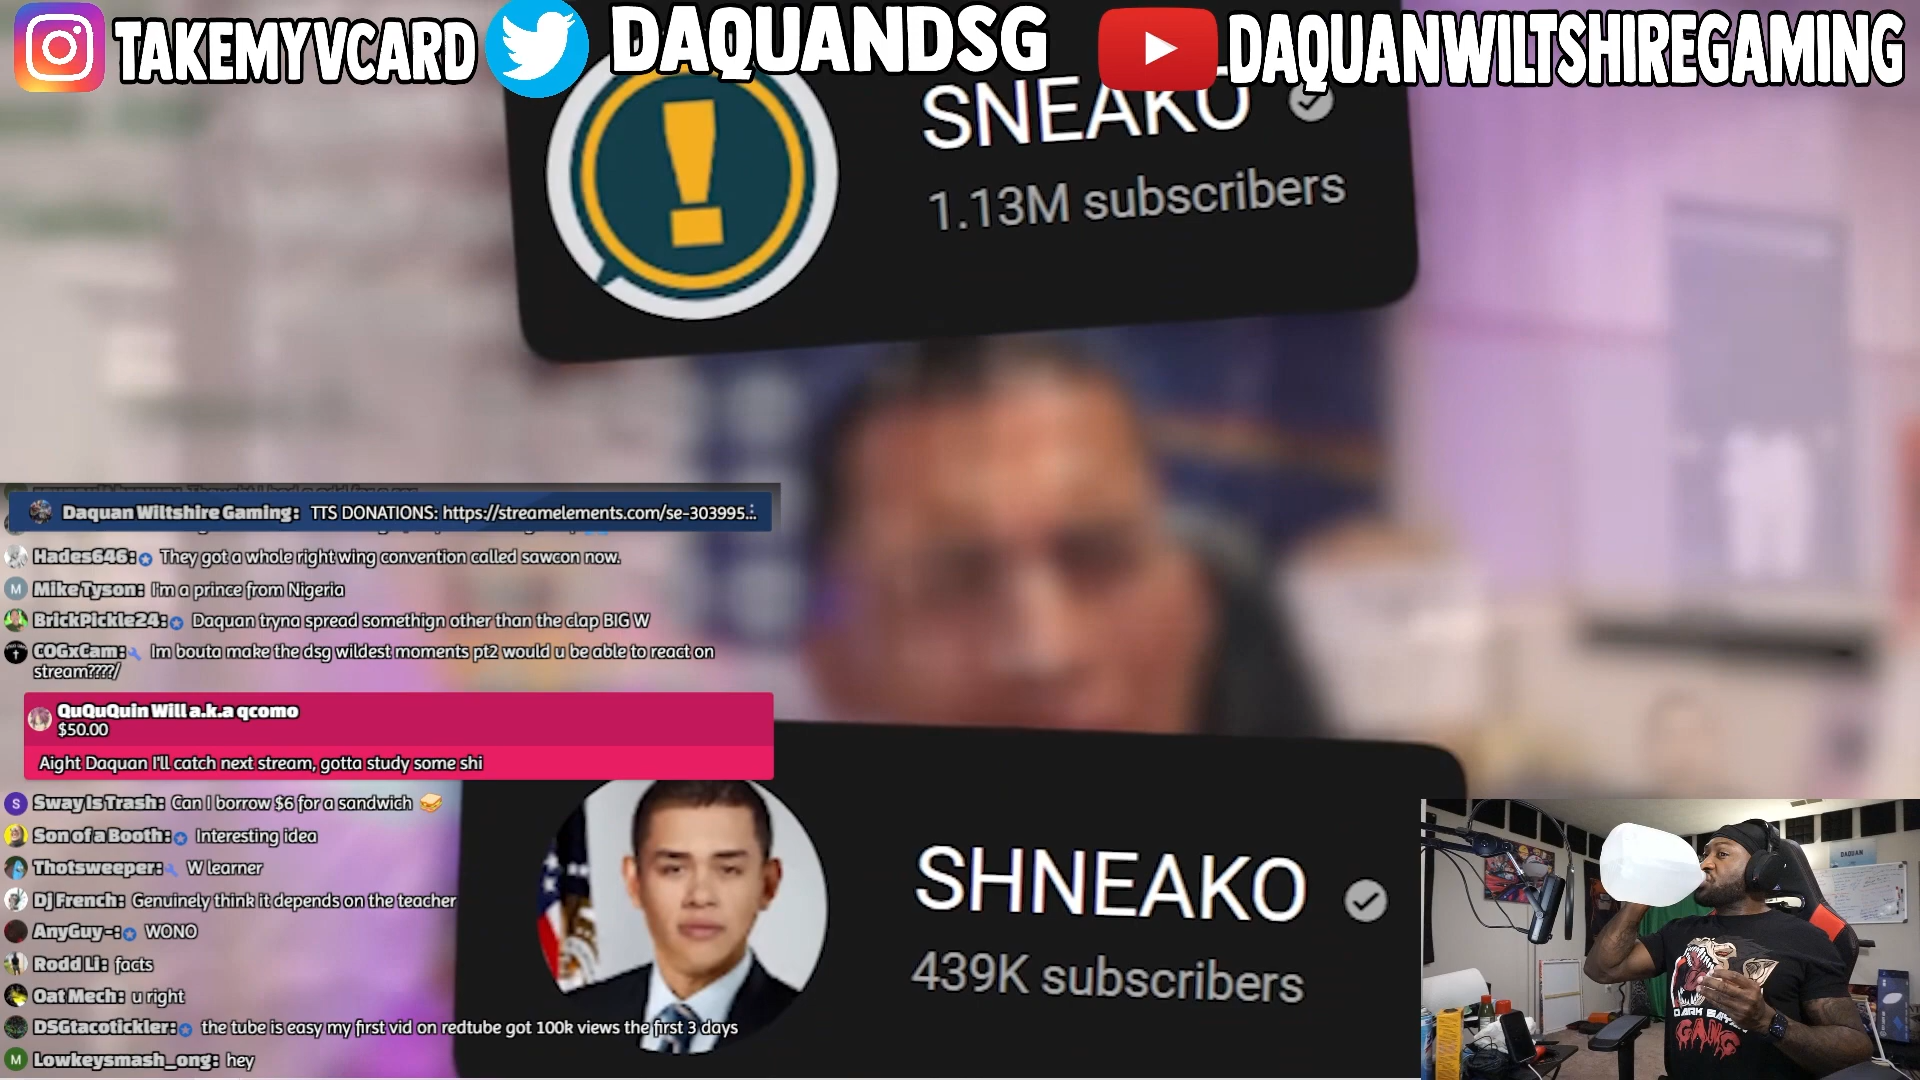 TAKEMYVCARD
DAQUANDSG
DAQUANWILTSHIREGAMING
SNEAKO
1.13M subscribers
Daquan Wiltshire Gaming: TTS DONATIONS: https://streamelements.com/se-303995...
Hades646: They got a whole right wing convention called sawcon now.
Mike Tyson: I'm a prince from Nigeria
BrickPickle24: Daquan tryna spread somethign other than the clap BIG W
COGxCam: Im bouta make the dsg wildest moments pt2 would u be able to react on
stream????/
QuQuQuin Will a.k.a qcomo
$50.00
Aight Daquan I'll catch next stream, gotta study some shi
Sway Is Trash: Can I borrow $6 for a sandwich 🥪
Son of a Booth: Interesting idea
Thotsweeper: W learner
Dj French: Genuinely think it depends on the teacher
AnyGuy -: WONO
Rodd Li: facts
Oat Mech: u right
DSGtacotickler: the tube is easy my first vid on redtube got 100k views the first 3 days
Lowkeysmash_ong: hey
SHNEAKO
439K subscribers
DAQUAN
GANG